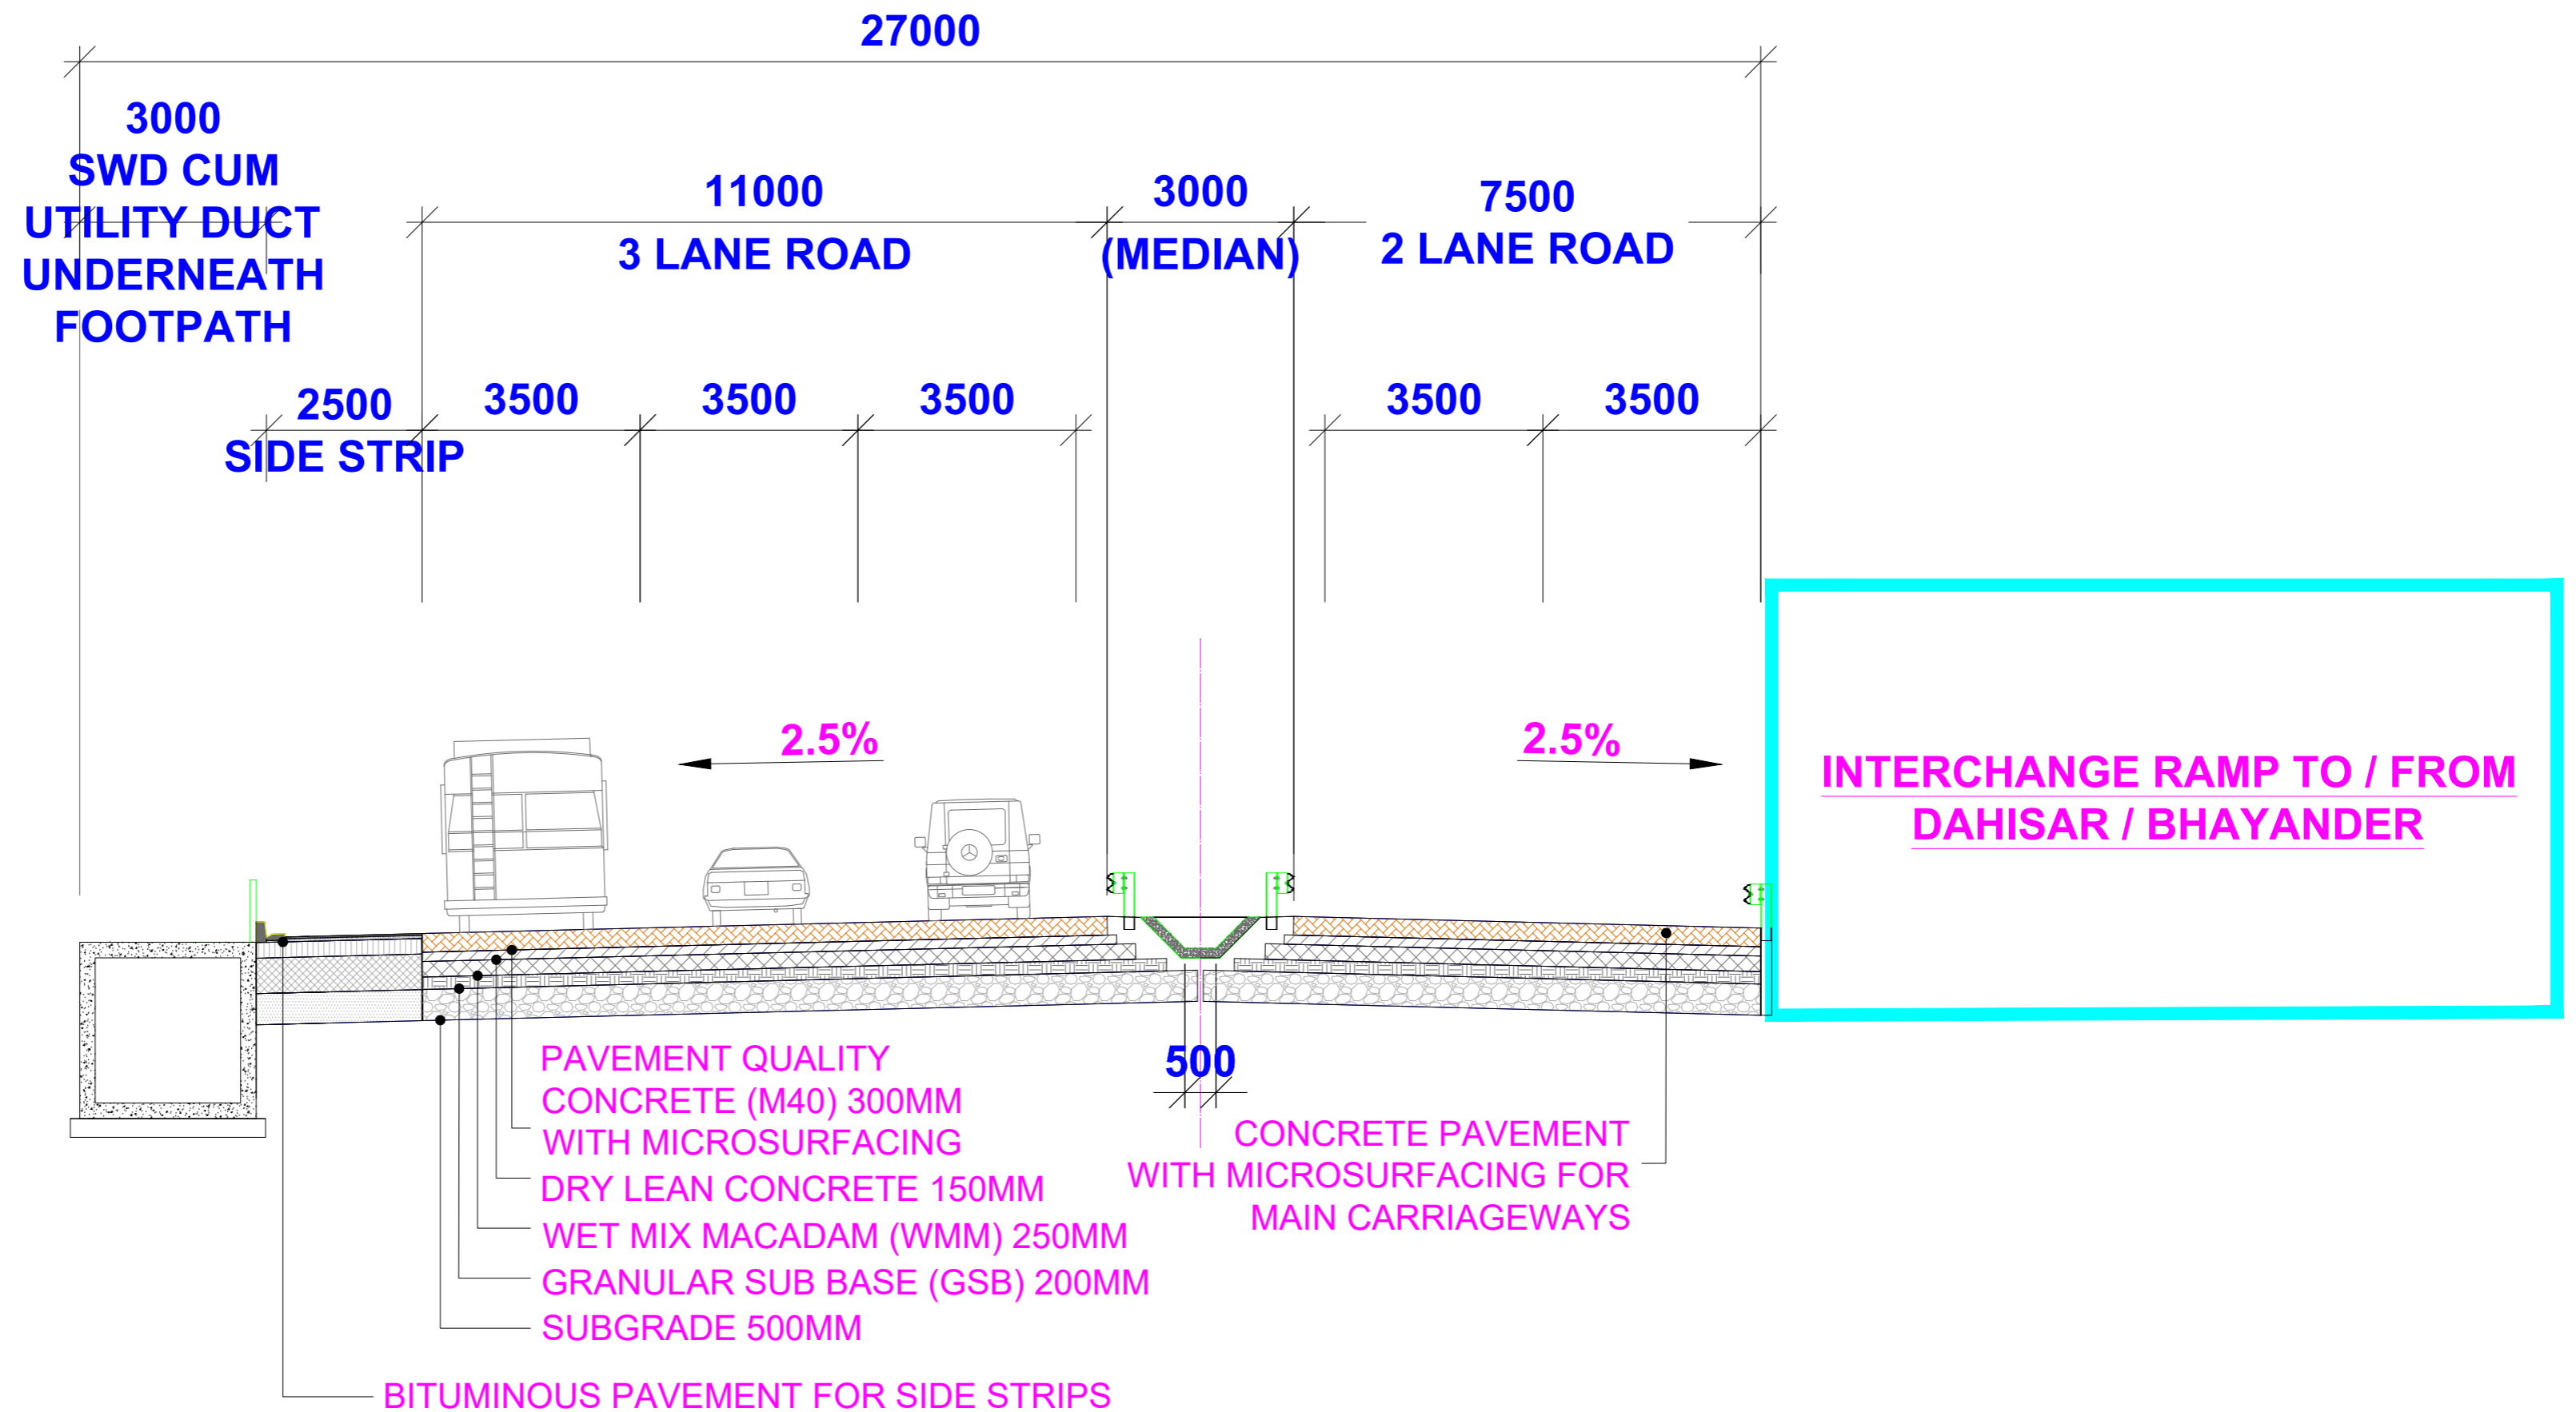 27000
3000
SWD CUM
UTILITY DUCT
UNDERNEATH
FOOTPATH
11000
3 LANE ROAD
3000
(MEDIAN)
7500
2 LANE ROAD
2500
SIDE STRIP
3500
3500
3500
3500
3500
2.5%
2.5%
INTERCHANGE RAMP TO / FROM
DAHISAR / BHAYANDER
500
PAVEMENT QUALITY
CONCRETE (M40) 300MM
WITH MICROSURFACING
DRY LEAN CONCRETE 150MM
WET MIX MACADAM (WMM) 250MM
GRANULAR SUB BASE (GSB) 200MM
SUBGRADE 500MM
BITUMINOUS PAVEMENT FOR SIDE STRIPS
CONCRETE PAVEMENT
WITH MICROSURFACING FOR
MAIN CARRIAGEWAYS